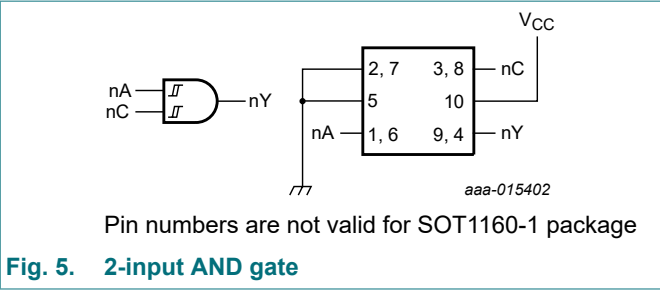 VCC
2, 7 3, 8 nC
nA nC nY
5 10
nA 1, 6 9, 4 nY
aaa-015402
Pin numbers are not valid for SOT1160-1 package
Fig. 5. 2-input AND gate